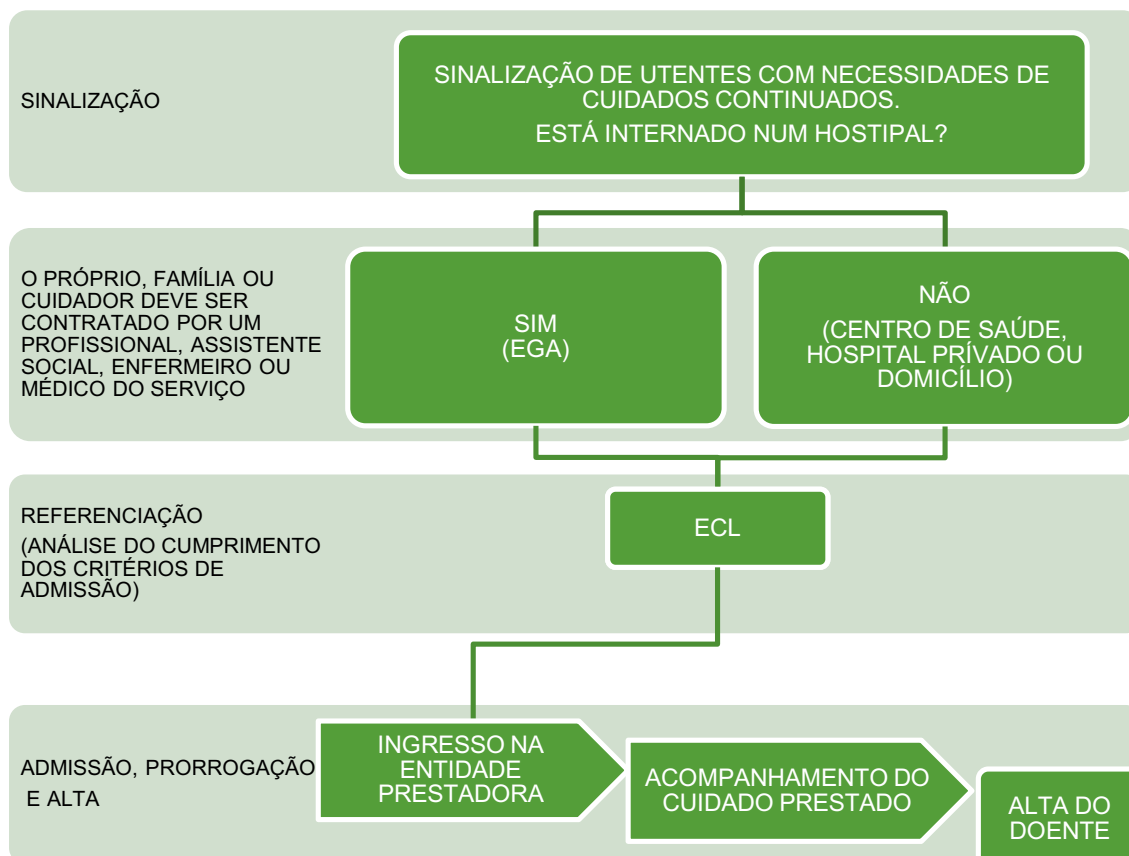 SINALIZAÇÃO
SINALIZAÇÃO DE UTENTES COM NECESSIDADES DE
CUIDADOS CONTINUADOS.
ESTÁ INTERNADO NUM HOSTIPAL?
O PRÓPRIO, FAMÍLIA OU
CUIDADOR DEVE SER
CONTRATADO POR UM
PROFISSIONAL, ASSISTENTE
SOCIAL, ENFERMEIRO OU
MÉDICO DO SERVIÇO
SIM
(EGA)
NÃO
(CENTRO DE SAÚDE,
HOSPITAL PRÍVADO OU
DOMICÍLIO)
REFERENCIAÇÃO
(ANÁLISE DO CUMPRIMENTO
DOS CRITÉRIOS DE
ADMISSÃO)
ECL
ADMISSÃO, PRORROGAÇÃO
E ALTA
INGRESSO NA
ENTIDADE
PRESTADORA
ACOMPANHAMENTO DO
CUIDADO PRESTADO
ALTA DO
DOENTE